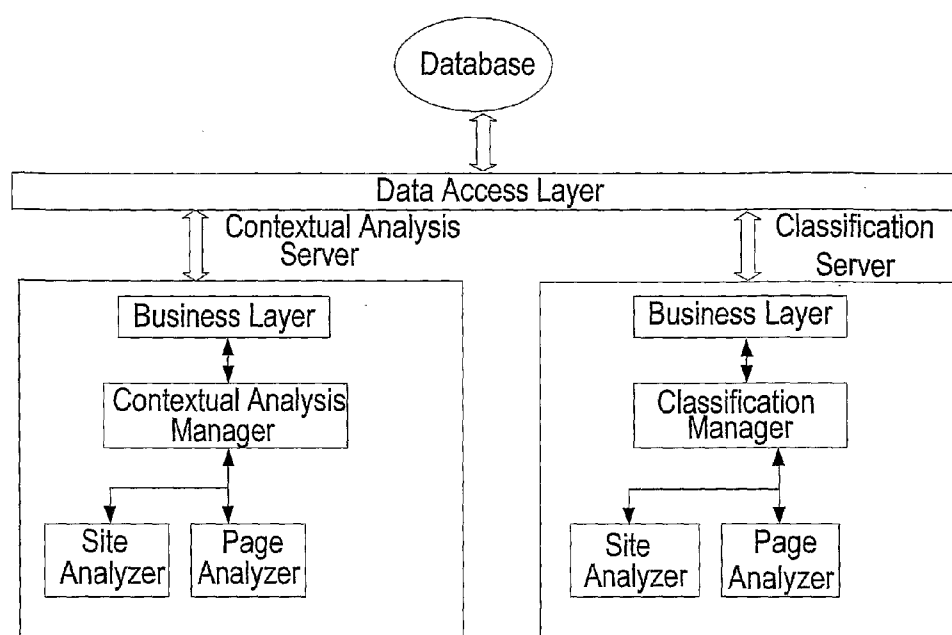 Database
Data Access Layer
Contextual Analysis
Server
Classification
Server
Business Layer
Contextual Analysis
Manager
Site
Analyzer
Page
Analyzer
Business Layer
Classification
Manager
Site
Analyzer
Page
Analyzer